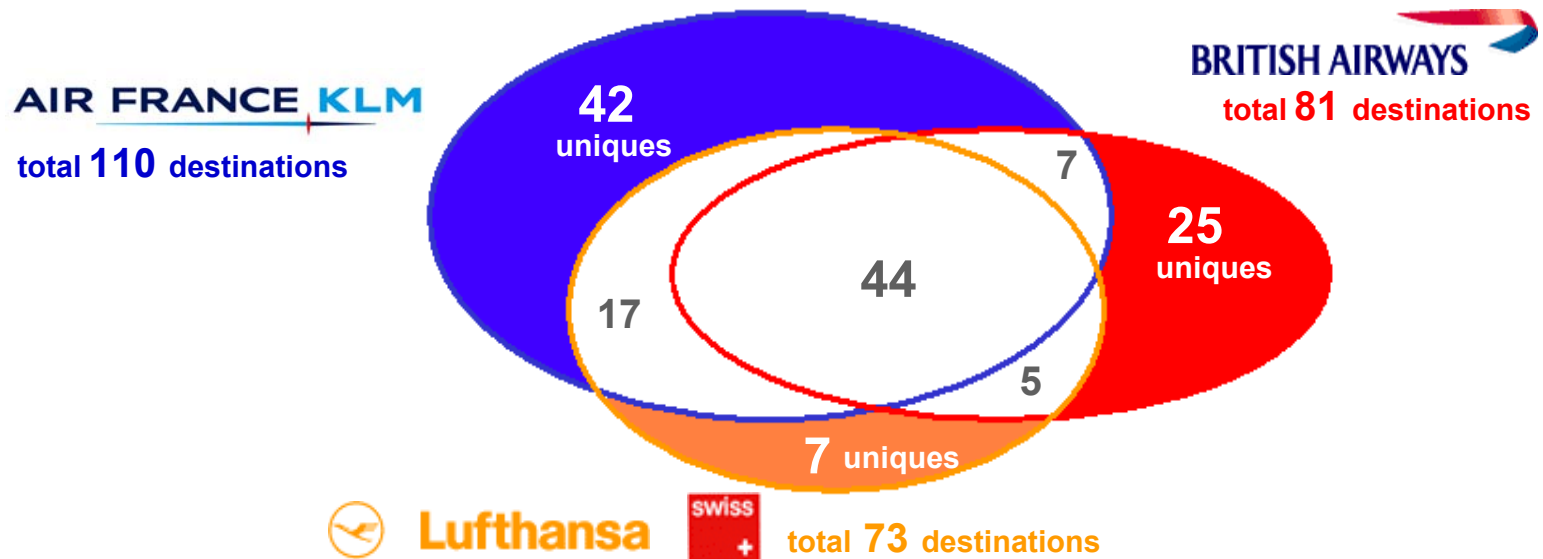 AIR FRANCE KLM
total 110 destinations
BRITISH AIRWAYS
total 81 destinations
42
uniques
7
25
uniques
44
17
5
7 uniques
Lufthansa
swiss
total 73 destinations